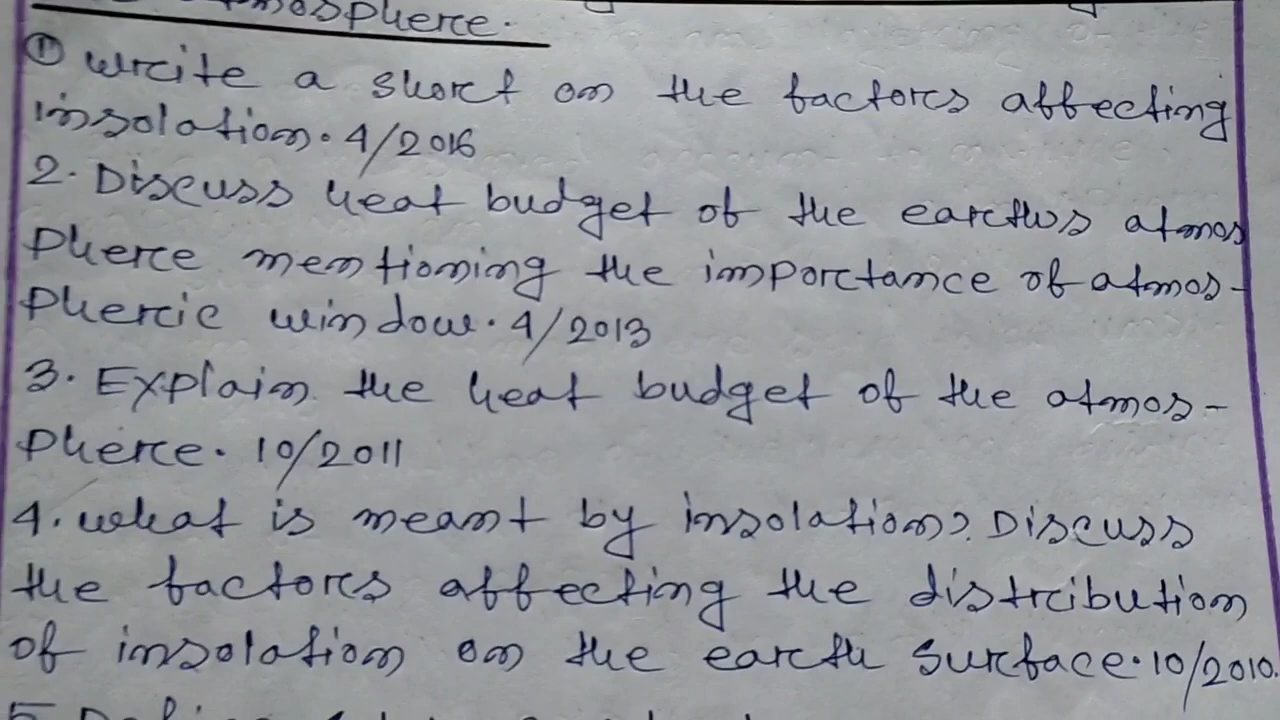 ① Write a short on the factors affecting
insolation. 4/2016
2. Discuss heat budget of the earths atmos
phere mentioning the importance of atmos-
pheric window. 4/2013
3. Explain the heat budget of the atmos-
phere. 10/2011
4. what is meant by insolation? Discuss
the factors affecting the distribution
of insolation on the earth surface. 10/2010.